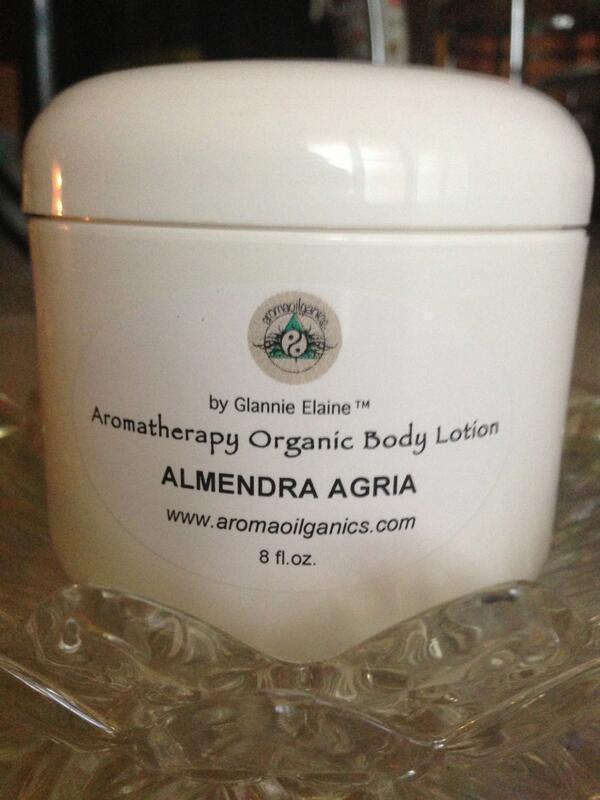 aromaoilganics
by Glannie Elaine™
Aromatherapy Organic Body Lotion
ALMENDRA AGRIA
www.aromaoilganics.com
8 fl.oz.